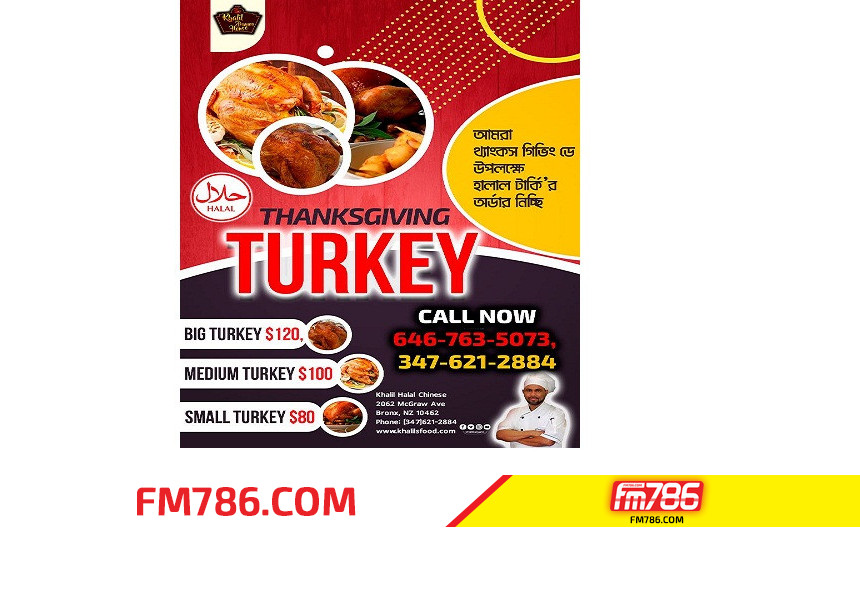 Khalil
Biryani
House
আমরা
থ্যাংকস গিভিং ডে
উপলক্ষে
হালাল টার্কি'র
অর্ডার নিচ্ছি
حلال
HALAL
THANKSGIVING
TURKEY
CALL NOW
646-763-5073,
347-621-2884
BIG TURKEY $120,
MEDIUM TURKEY $100
SMALL TURKEY $80
Khalil Halal Chinese
2062 McGraw Ave
Bronx, NZ 10462
Phone: (347)621-2884
www.khalilsfood.com
FM786.COM
fm786
FM786.COM